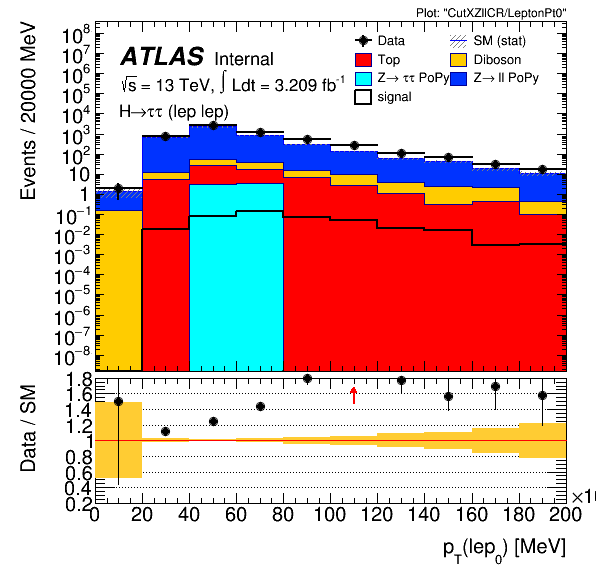 Plot: "CutXZllCR/LeptonPt0"
Events / 20000 MeV
10⁸
10⁷
10⁶
10⁵
10⁴
10³
10²
10
1
10⁻¹
10⁻²
10⁻³
10⁻⁴
10⁻⁵
10⁻⁶
10⁻⁷
10⁻⁸
ATLAS Internal
√s = 13 TeV, ∫ Ldt = 3.209 fb⁻¹
H→ττ (lep lep)
Data
SM (stat)
Top
Diboson
Z→ ττ PoPy
Z→ ll PoPy
signal
Data / SM
1.8
1.6
1.4
1.2
1
0.8
0.6
0.4
0.2
0 20 40 60 80 100 120 140 160 180 200
p_T(lep_0) [MeV]